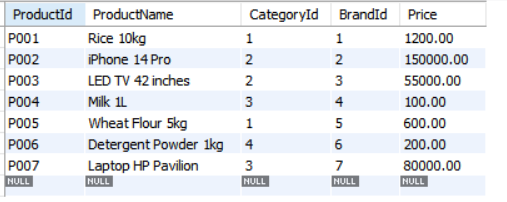 ProductId ProductName CategoryId BrandId Price
P001 Rice 10kg 1 1 1200.00
P002 iPhone 14 Pro 2 2 150000.00
P003 LED TV 42 inches 2 3 55000.00
P004 Milk 1L 3 4 100.00
P005 Wheat Flour 5kg 1 5 600.00
P006 Detergent Powder 1kg 4 6 200.00
P007 Laptop HP Pavilion 3 7 80000.00
NULL NULL NULL NULL NULL